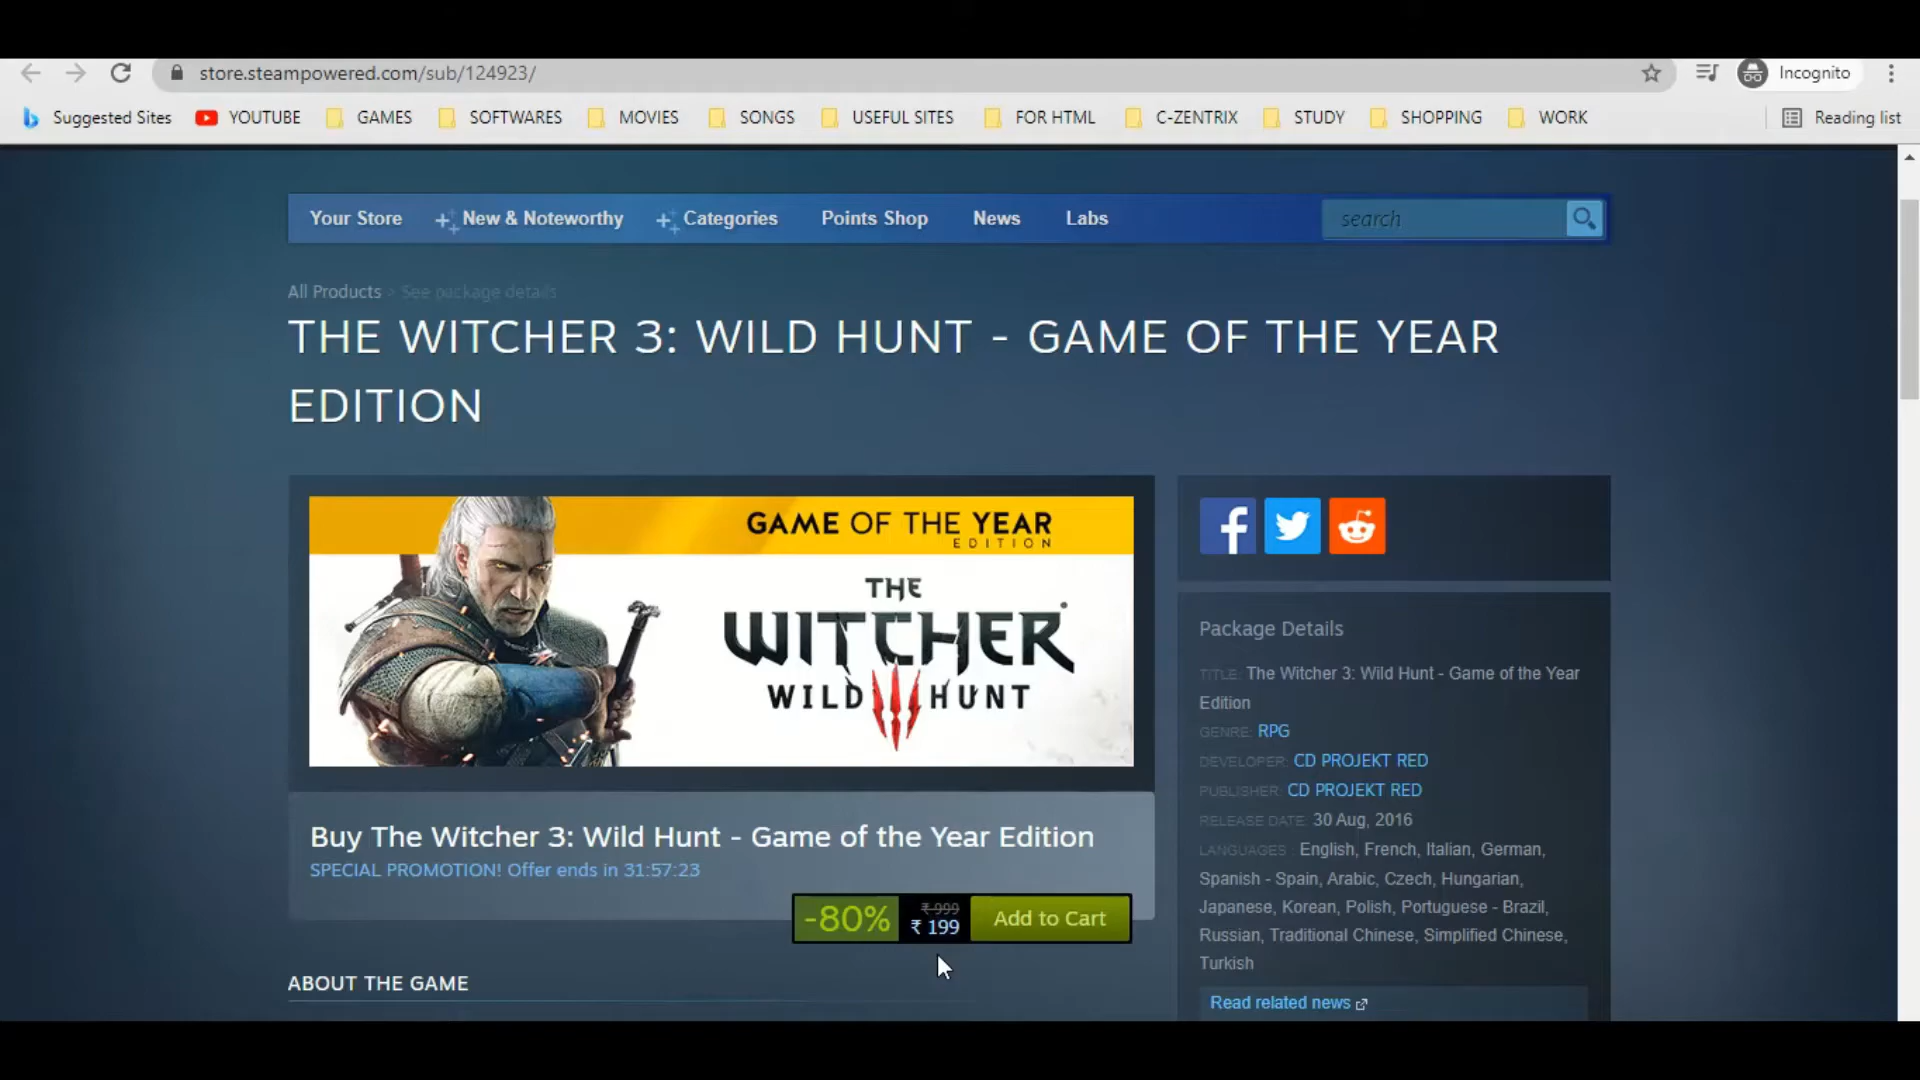 store.steampowered.com/sub/124923/
Incognito
Suggested Sites
YOUTUBE
GAMES
SOFTWARES
MOVIES
SONGS
USEFUL SITES
FOR HTML
C-ZENTRIX
STUDY
SHOPPING
WORK
Reading list
Your Store
New & Noteworthy
Categories
Points Shop
News
Labs
search
All Products > See package details
THE WITCHER 3: WILD HUNT - GAME OF THE YEAR
EDITION
GAME OF THE YEAR
EDITION
THE
WITCHER
WILD HUNT
Package Details
TITLE: The Witcher 3: Wild Hunt - Game of the Year
Edition
GENRE: RPG
DEVELOPER: CD PROJEKT RED
PUBLISHER: CD PROJEKT RED
RELEASE DATE: 30 Aug, 2016
LANGUAGES: English, French, Italian, German,
Spanish - Spain, Arabic, Czech, Hungarian,
Japanese, Korean, Polish, Portuguese - Brazil,
Russian, Traditional Chinese, Simplified Chinese,
Turkish
Read related news
Buy The Witcher 3: Wild Hunt - Game of the Year Edition
SPECIAL PROMOTION! Offer ends in 31:57:23
-80%
₹ 999
₹ 199
Add to Cart
ABOUT THE GAME